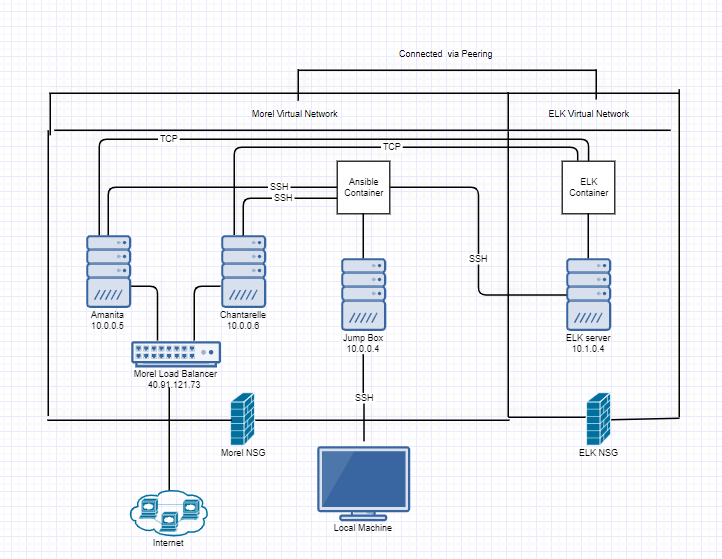 Connected via Peering
Morel Virtual Network
ELK Virtual Network
TCP
TCP
Ansible
Container
ELK
Container
SSH
SSH
SSH
Amanita
10.0.0.5
Chantarelle
10.0.0.6
Jump Box
10.0.0.4
ELK server
10.1.0.4
Morel Load Balancer
40.91.121.73
SSH
Morel NSG
ELK NSG
Local Machine
Internet